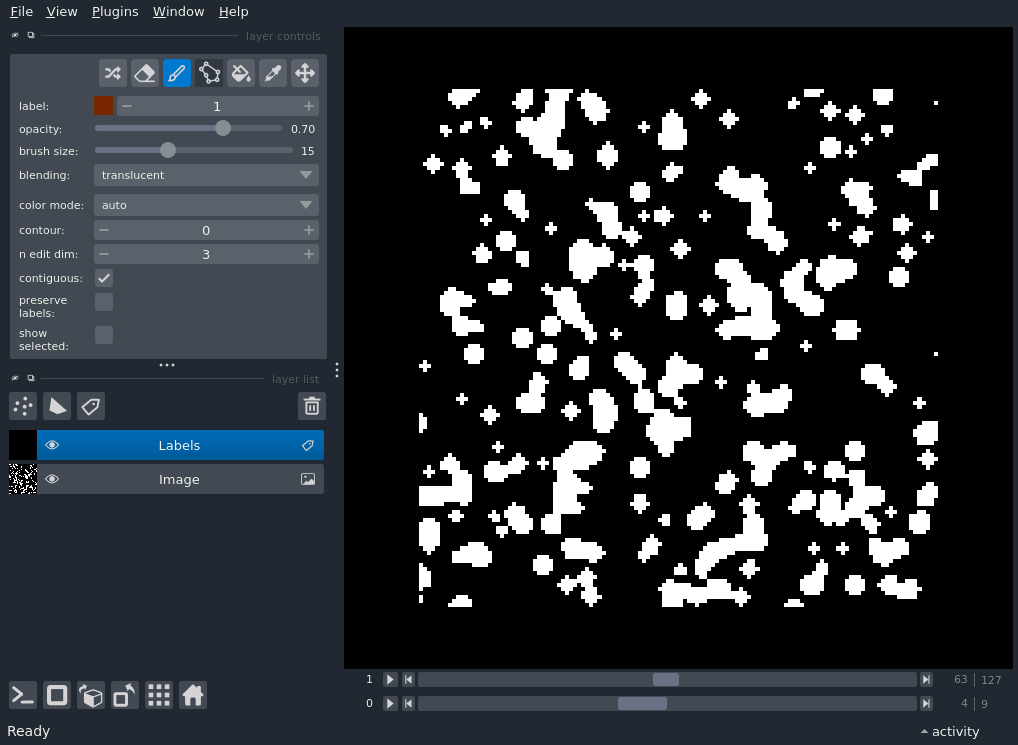 File View Plugins Window Help
layer controls
label: 1
opacity: 0.70
brush size: 15
blending: translucent
color mode: auto
contour: 0
n edit dim: 3
contiguous:
preserve
labels:
show
selected:
layer list
Labels
Image
1 63 127
0 4 9
Ready activity